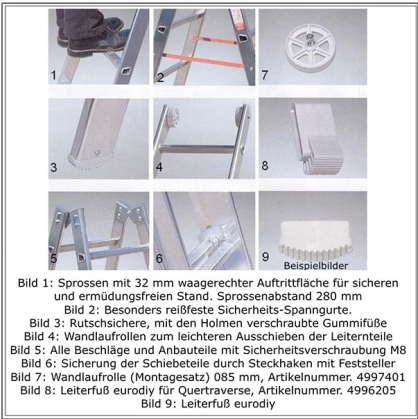 1
2
7
3
4
8
5
6
9
Beispielbilder
Bild 1: Sprossen mit 32 mm waagerechter Auftrittfläche für sicheren
und ermüdungsfreien Stand. Sprossenabstand 280 mm
Bild 2: Besonders reißfeste Sicherheits-Spanngurte.
Bild 3: Rutschsichere, mit den Holmen verschraubte Gummifüße
Bild 4: Wandlaufrollen zum leichteren Ausschieben der Leiternteile
Bild 5: Alle Beschläge und Anbauteile mit Sicherheitsverschraubung M8
Bild 6: Sicherung der Schiebeteile durch Steckhaken mit Feststeller
Bild 7: Wandlaufrolle (Montagesatz) 085 mm, Artikelnummer. 4997401
Bild 8: Leiterfuß eurodiy für Quertraverse, Artikelnummer. 4996205
Bild 9: Leiterfuß eurodiy